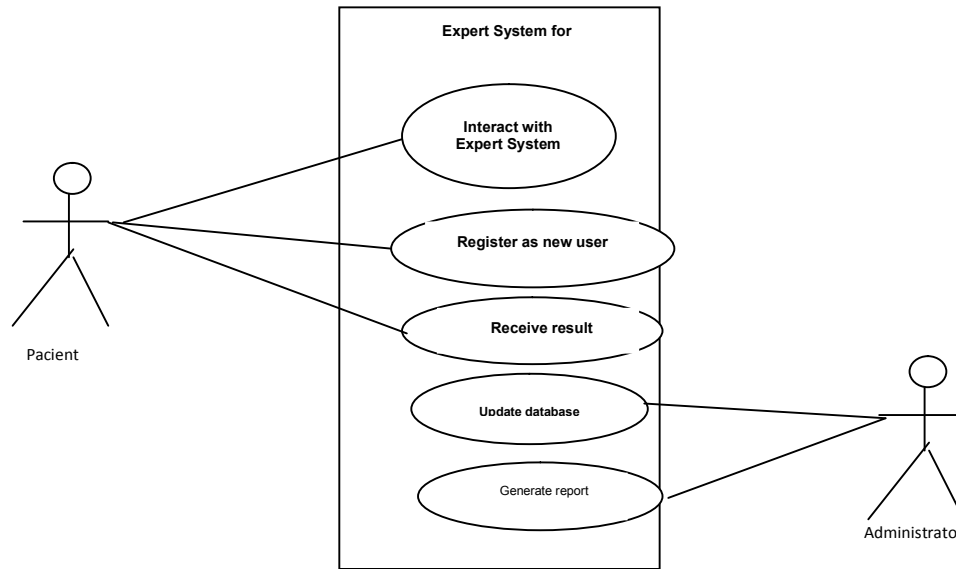 Expert System for
Interact with
Expert System
Register as new user
Receive result
Pacient
Update database
Generate report
Administrato